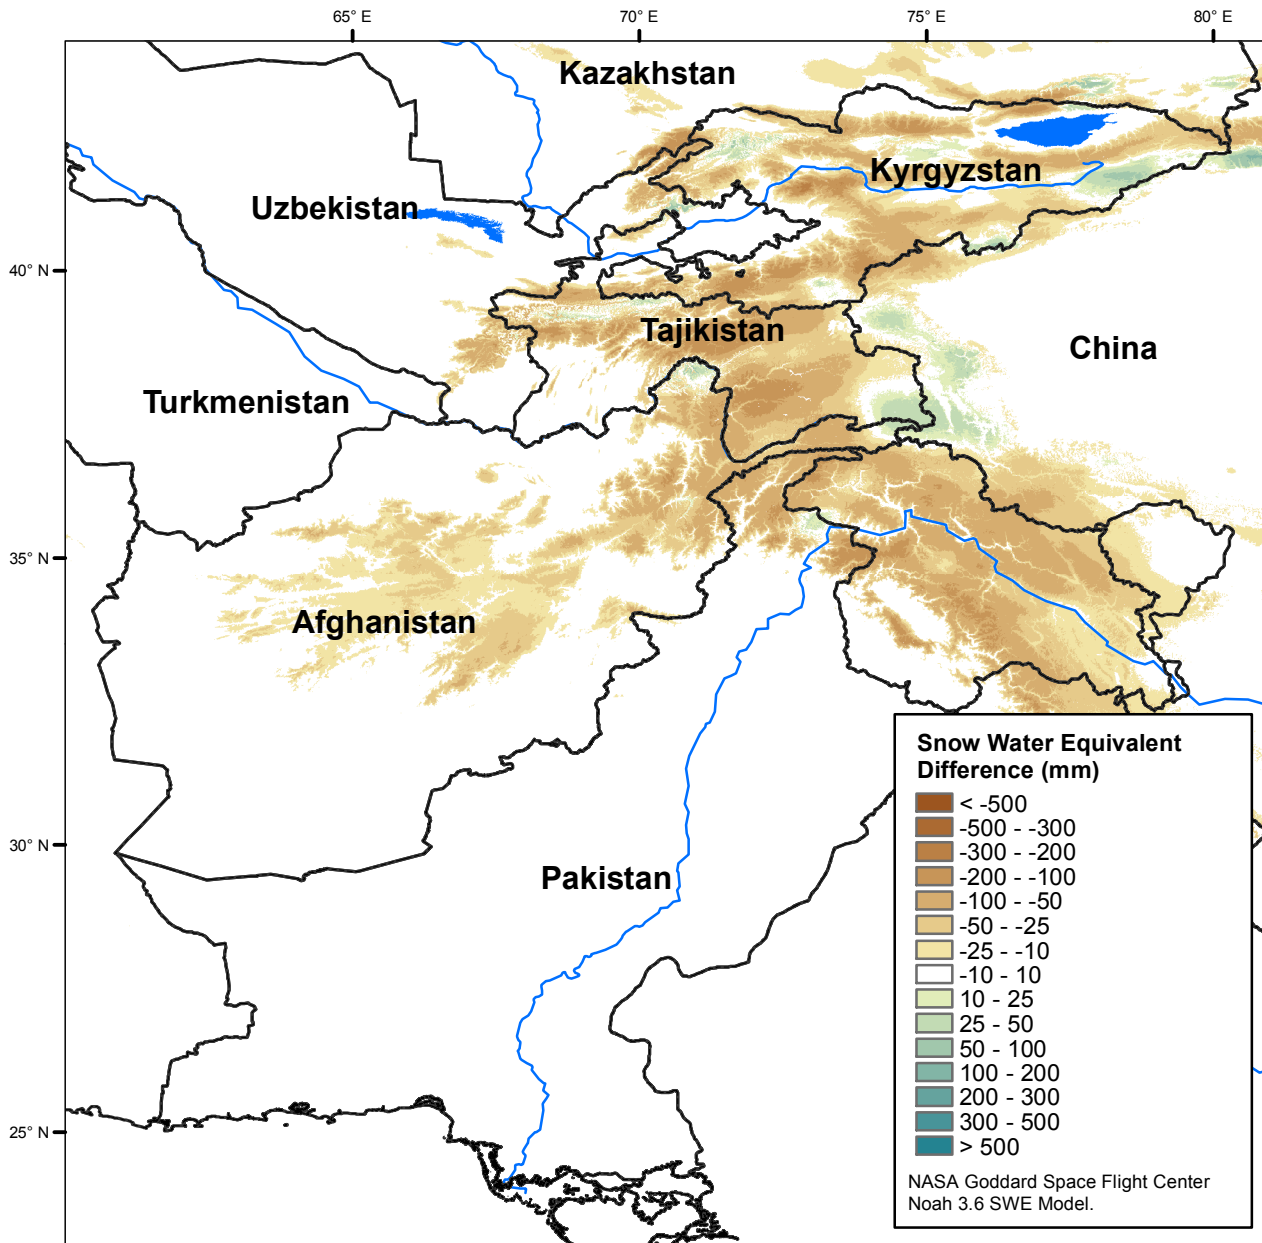 65° E
70° E
75° E
80° E
Kazakhstan
Kyrgyzstan
Uzbekistan
40° N
Tajikistan
China
Turkmenistan
35° N
Afghanistan
Snow Water Equivalent
Difference (mm)
< -500
-500 - -300
-300 - -200
-200 - -100
-100 - -50
-50 - -25
-25 - -10
-10 - 10
10 - 25
25 - 50
50 - 100
100 - 200
200 - 300
300 - 500
> 500
NASA Goddard Space Flight Center
Noah 3.6 SWE Model.
30° N
Pakistan
25° N